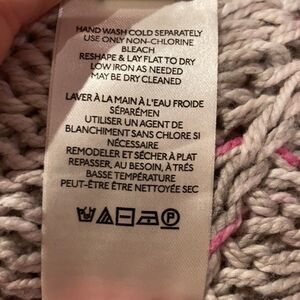 HAND WASH COLD SEPARATELY
USE ONLY NON-CHLORINE
BLEACH
RESHAPE & LAY FLAT TO DRY
LOW IRON AS NEEDED
MAY BE DRY CLEANED
LAVER À LA MAIN À L'EAU FROIDE
SÉPARÉMEN
UTILISER UN AGENT DE
BLANCHIMENT SANS CHLORE SI
NÉCESSAIRE
REMODELER ET SÉCHER À PLAT
REPASSER, AU BESOIN, À TRÉS
BASSE TEMPÉRATURE
PEUT-ÊTRE ÊTRE NETTOYÉE SEC
P